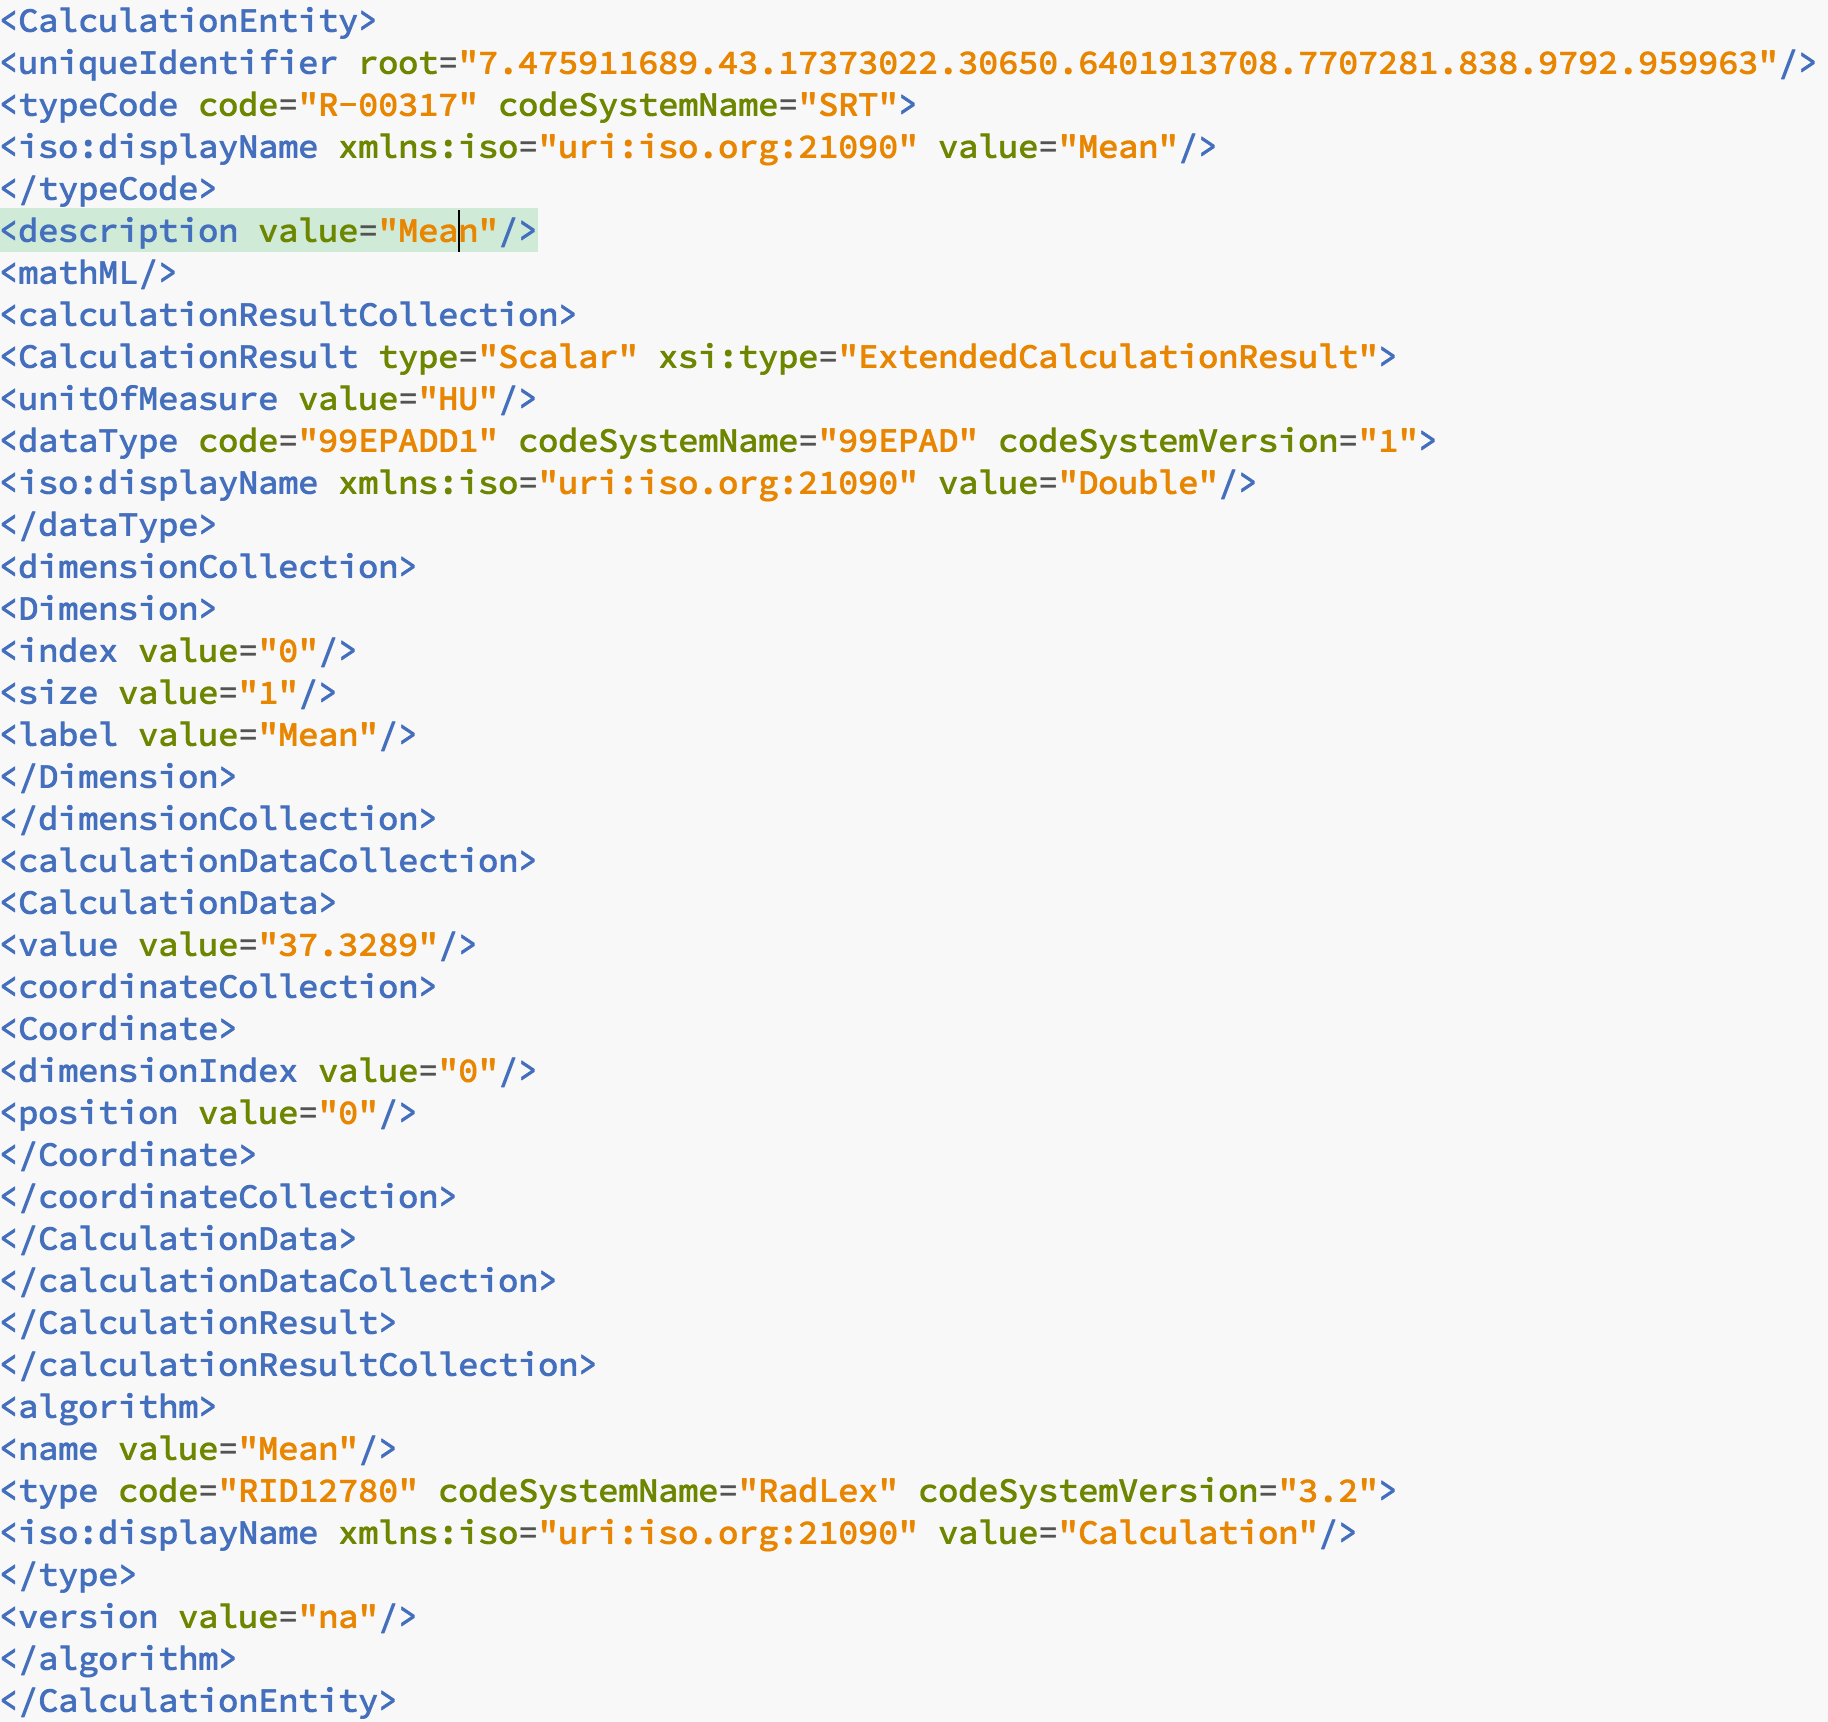 <CalculationEntity>
<uniqueIdentifier root="7.475911689.43.17373022.30650.6401913708.7707281.838.9792.959963"/>
<typeCode code="R-00317" codeSystemName="SRT">
<iso:displayName xmlns:iso="uri:iso.org:21090" value="Mean"/>
</typeCode>
<description value="Mean"/>
<mathML/>
<calculationResultCollection>
<CalculationResult type="Scalar" xsi:type="ExtendedCalculationResult">
<unitOfMeasure value="HU"/>
<dataType code="99EPADD1" codeSystemName="99EPAD" codeSystemVersion="1">
<iso:displayName xmlns:iso="uri:iso.org:21090" value="Double"/>
</dataType>
<dimensionCollection>
<Dimension>
<index value="0"/>
<size value="1"/>
<label value="Mean"/>
</Dimension>
</dimensionCollection>
<calculationDataCollection>
<CalculationData>
<value value="37.3289"/>
<coordinateCollection>
<Coordinate>
<dimensionIndex value="0"/>
<position value="0"/>
</Coordinate>
</coordinateCollection>
</CalculationData>
</calculationDataCollection>
</CalculationResult>
</calculationResultCollection>
<algorithm>
<name value="Mean"/>
<type code="RID12780" codeSystemName="RadLex" codeSystemVersion="3.2">
<iso:displayName xmlns:iso="uri:iso.org:21090" value="Calculation"/>
</type>
<version value="na"/>
</algorithm>
</CalculationEntity>